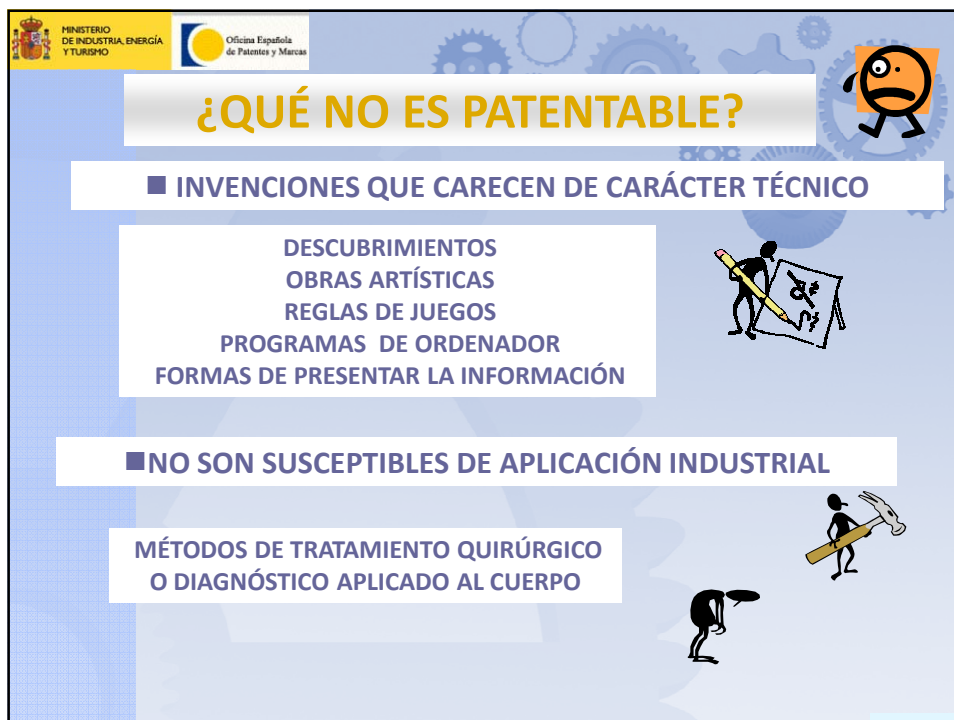 MINISTERIO
DE INDUSTRIA, ENERGÍA
Y TURISMO
Oficina Española
de Patentes y Marcas
¿QUÉ NO ES PATENTABLE?
■ INVENCIONES QUE CARECEN DE CARÁCTER TÉCNICO
DESCUBRIMIENTOS
OBRAS ARTÍSTICAS
REGLAS DE JUEGOS
PROGRAMAS DE ORDENADOR
FORMAS DE PRESENTAR LA INFORMACIÓN
■NO SON SUSCEPTIBLES DE APLICACIÓN INDUSTRIAL
MÉTODOS DE TRATAMIENTO QUIRÚRGICO
O DIAGNÓSTICO APLICADO AL CUERPO